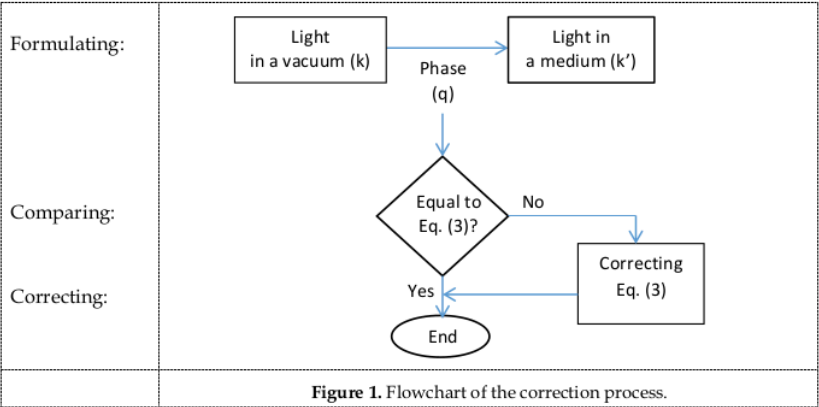 Formulating:
Light
in a vacuum (k)
Light in
a medium (k’)
Phase
(q)
Comparing:
Equal to
Eq. (3)?
No
Correcting:
Correcting
Eq. (3)
Yes
End
Figure 1. Flowchart of the correction process.